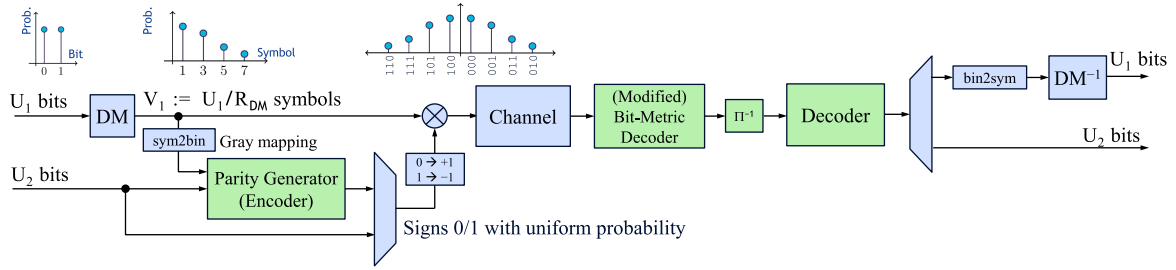 Prob.
Bit
0 1
Prob.
Symbol
1 3 5 7
110 111 101 100 000 001 011 010
U₁ bits
DM
V₁ := U₁/R_DM symbols
sym2bin
Gray mapping
U₂ bits
Parity Generator
(Encoder)
0 → +1
1 → −1
Signs 0/1 with uniform probability
Channel
(Modified)
Bit-Metric
Decoder
Π⁻¹
Decoder
bin2sym
DM⁻¹
U₁ bits
U₂ bits